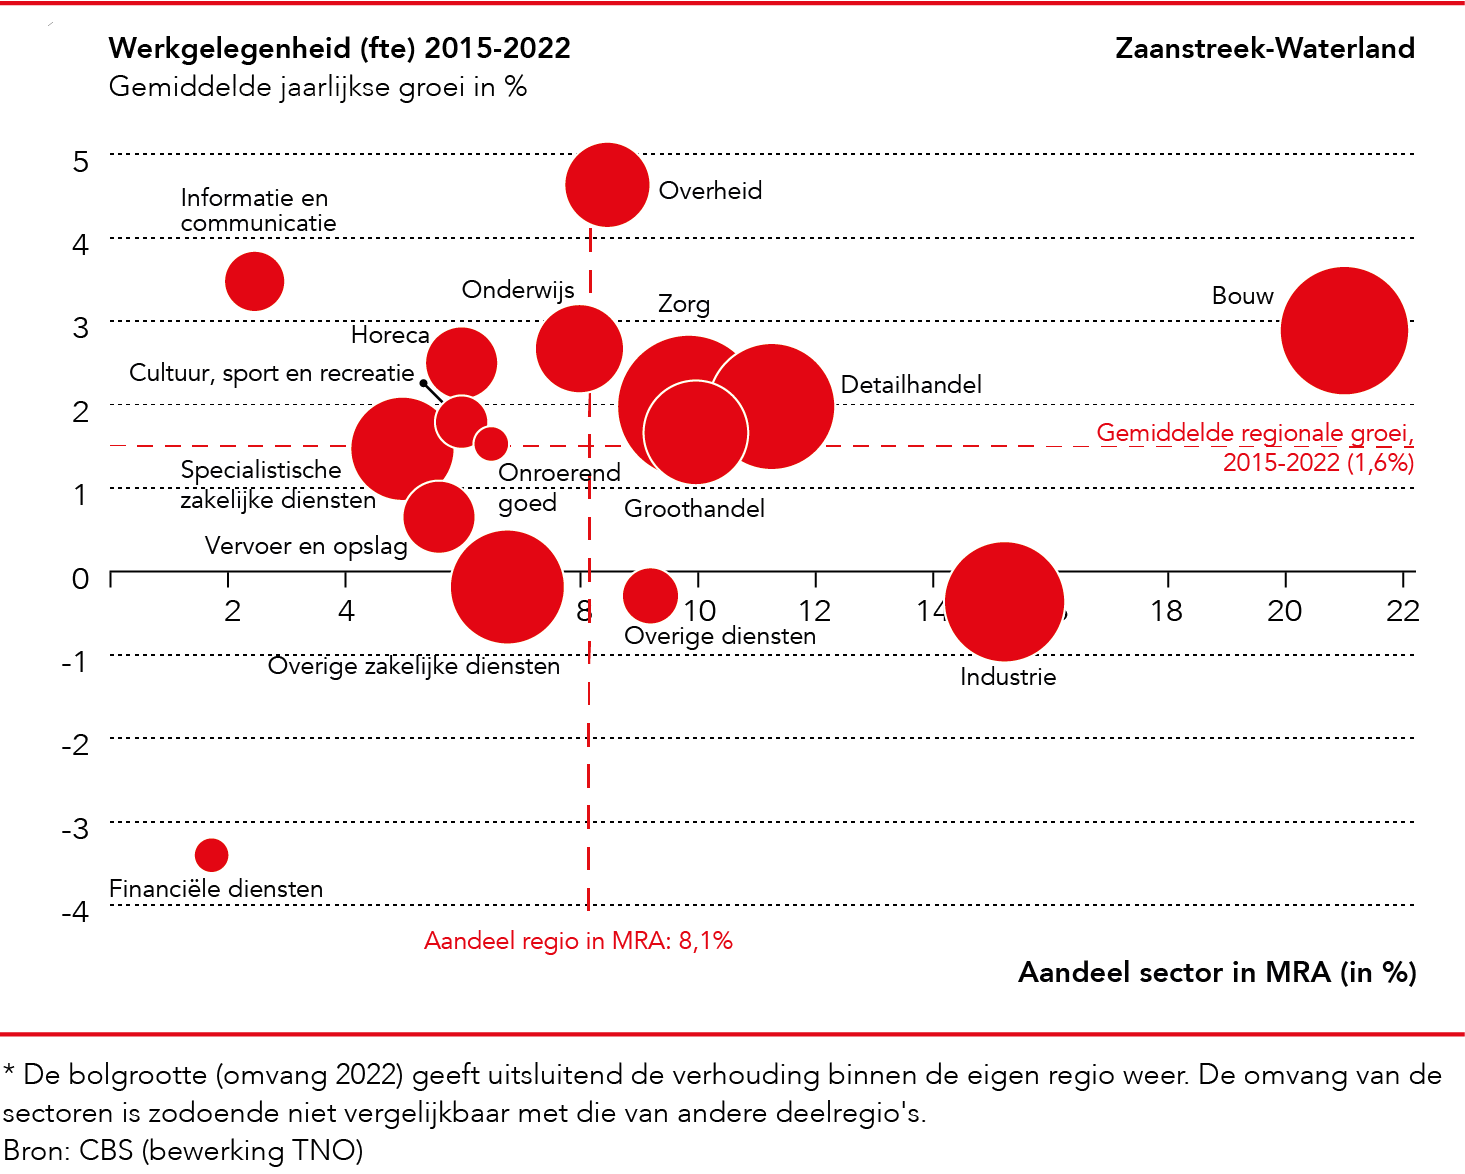 Werkgelegenheid (fte) 2015-2022
Zaanstreek-Waterland
Gemiddelde jaarlijkse groei in %
5
Informatie en
communicatie
Overheid
4
Onderwijs
Zorg
Bouw
3
Horeca
Cultuur, sport en recreatie
Detailhandel
2
Gemiddelde regionale groei,
2015-2022 (1,6%)
Specialistische
zakelijke diensten
Onroerend
goed
1
Groothandel
Vervoer en opslag
0
2 4 8 10 12 14 18 20 22
Overige diensten
-1
Overige zakelijke diensten
Industrie
-2
-3
Financiële diensten
-4
Aandeel regio in MRA: 8,1%
Aandeel sector in MRA (in %)
* De bolgrootte (omvang 2022) geeft uitsluitend de verhouding binnen de eigen regio weer. De omvang van de
sectoren is zodoende niet vergelijkbaar met die van andere deelregio's.
Bron: CBS (bewerking TNO)